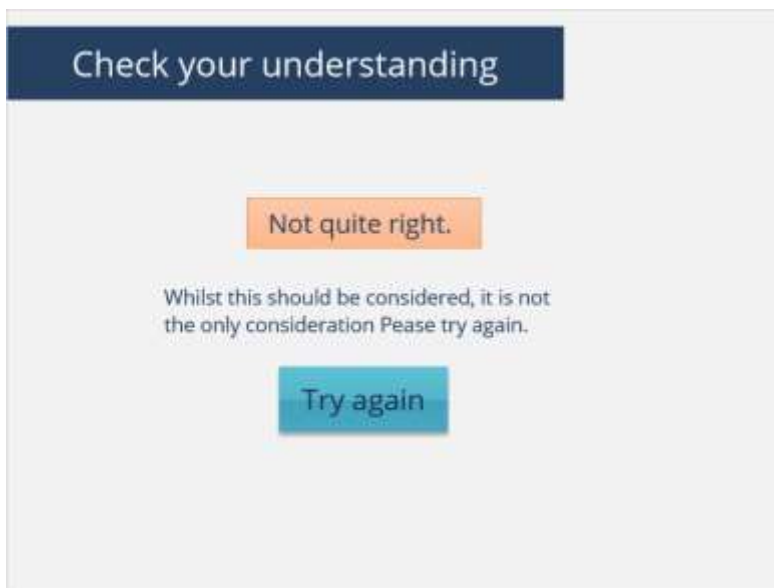 Check your understanding
Not quite right.
Whilst this should be considered, it is not
the only consideration Pease try again.
Try again